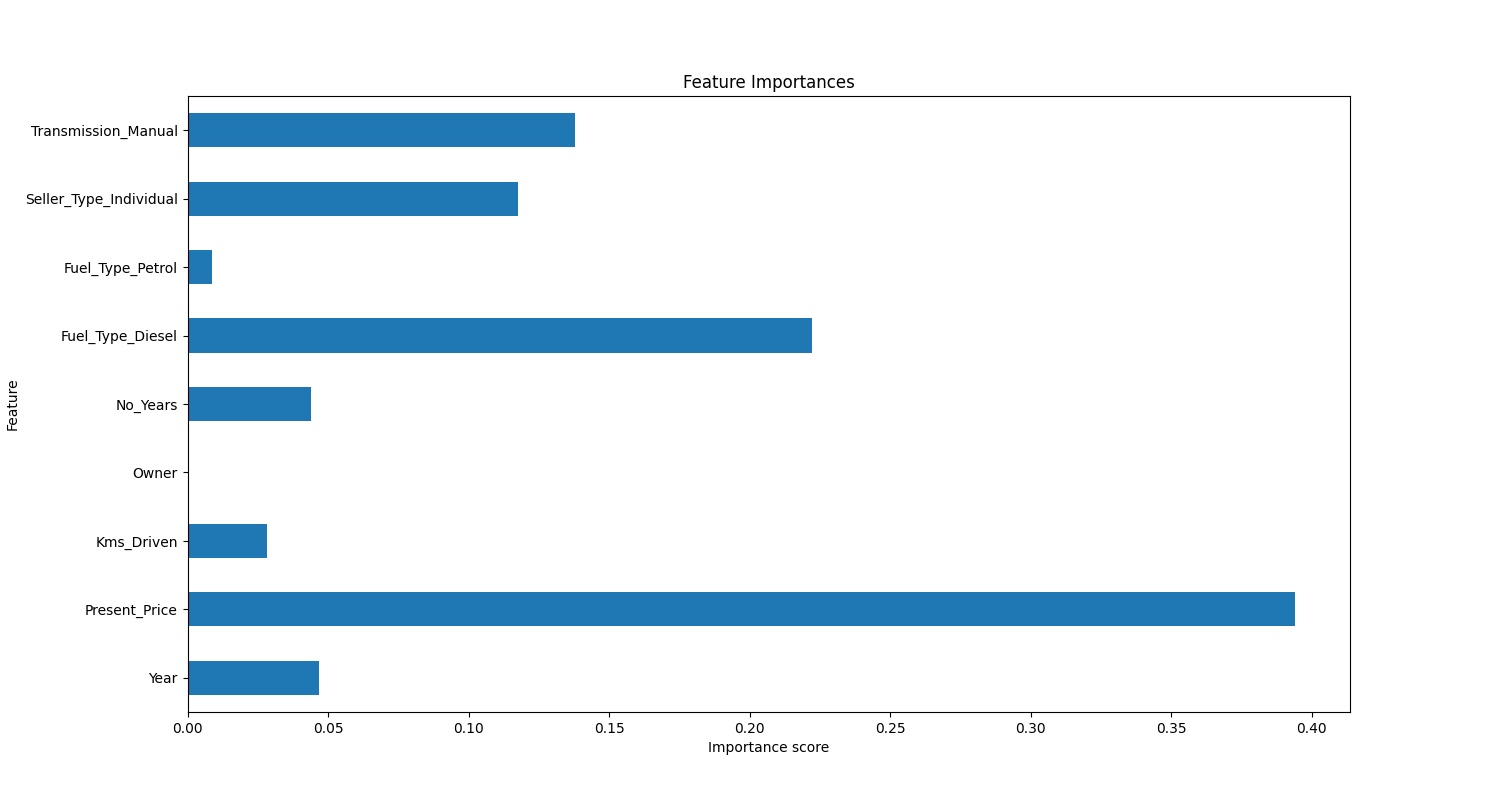 Feature Importances
Transmission_Manual
Seller_Type_Individual
Fuel_Type_Petrol
Fuel_Type_Diesel
No_Years
Owner
Kms_Driven
Present_Price
Year
Feature
0.00 0.05 0.10 0.15 0.20 0.25 0.30 0.35 0.40
Importance score